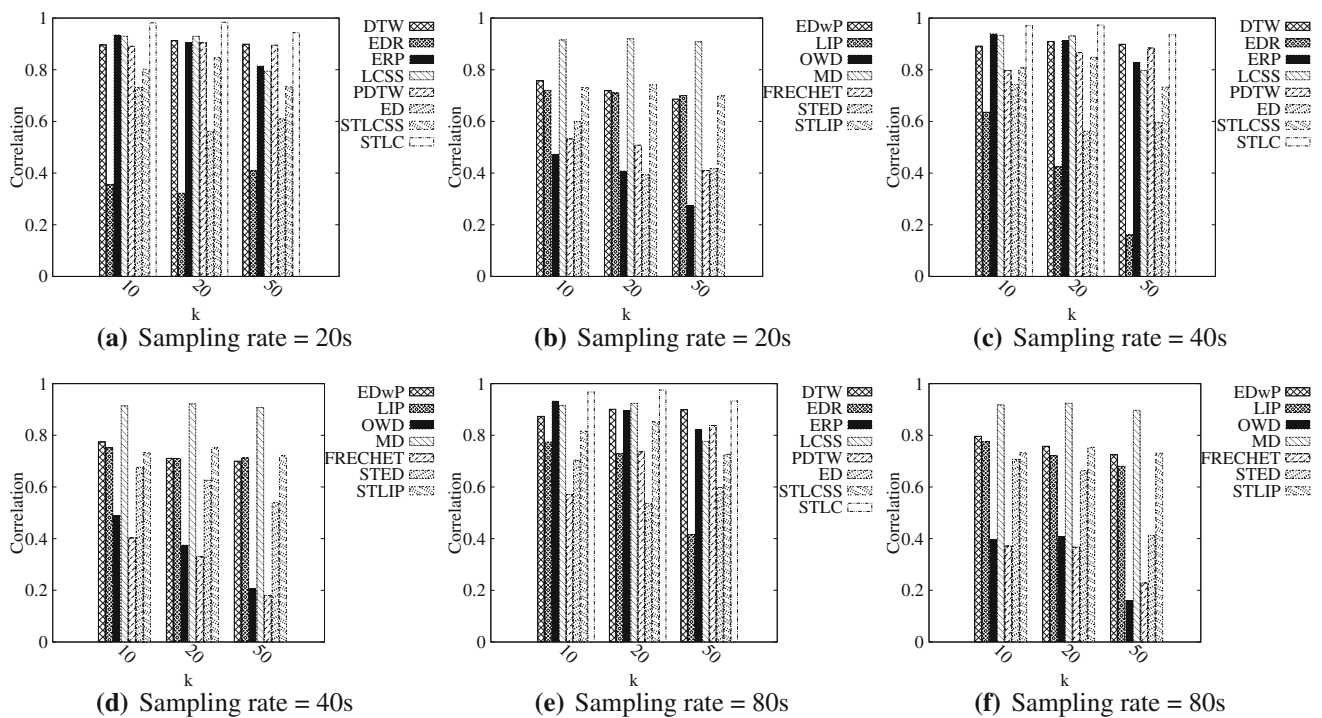 Correlation
1
0.8
0.6
0.4
0.2
0
10
20
50
k
DTW
EDR
ERP
LCSS
PDTW
ED
STLCSS
STLC
(a) Sampling rate = 20s
Correlation
1
0.8
0.6
0.4
0.2
0
10
20
50
k
EDwP
LIP
OWD
MD
FRECHET
STED
STLIP
(b) Sampling rate = 20s
Correlation
1
0.8
0.6
0.4
0.2
0
10
20
50
k
DTW
EDR
ERP
LCSS
PDTW
ED
STLCSS
STLC
(c) Sampling rate = 40s
Correlation
1
0.8
0.6
0.4
0.2
0
10
20
50
k
EDwP
LIP
OWD
MD
FRECHET
STED
STLIP
(d) Sampling rate = 40s
Correlation
1
0.8
0.6
0.4
0.2
0
10
20
50
k
DTW
EDR
ERP
LCSS
PDTW
ED
STLCSS
STLC
(e) Sampling rate = 80s
Correlation
1
0.8
0.6
0.4
0.2
0
10
20
50
k
EDwP
LIP
OWD
MD
FRECHET
STED
STLIP
(f) Sampling rate = 80s